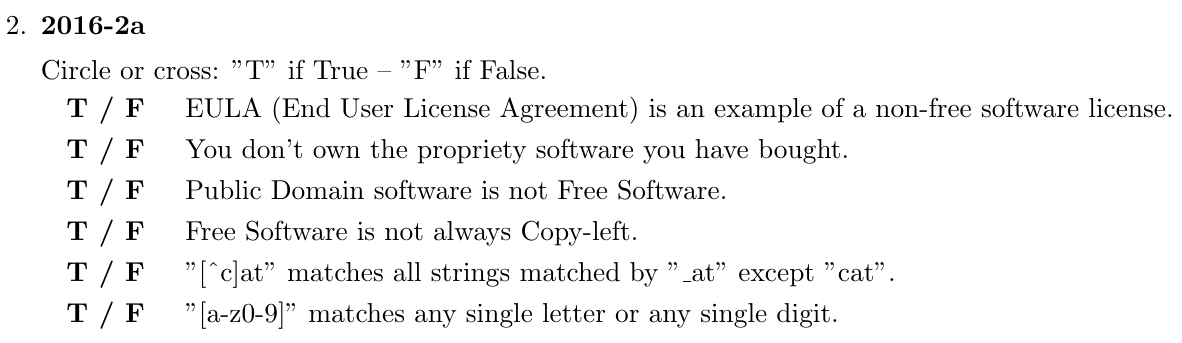 2. 2016-2a
Circle or cross: ”T” if True – ”F” if False.
T / F EULA (End User License Agreement) is an example of a non-free software license.
T / F You don’t own the propriety software you have bought.
T / F Public Domain software is not Free Software.
T / F Free Software is not always Copy-left.
T / F ”[ˆc]at” matches all strings matched by ”_at” except ”cat”.
T / F ”[a-z0-9]” matches any single letter or any single digit.